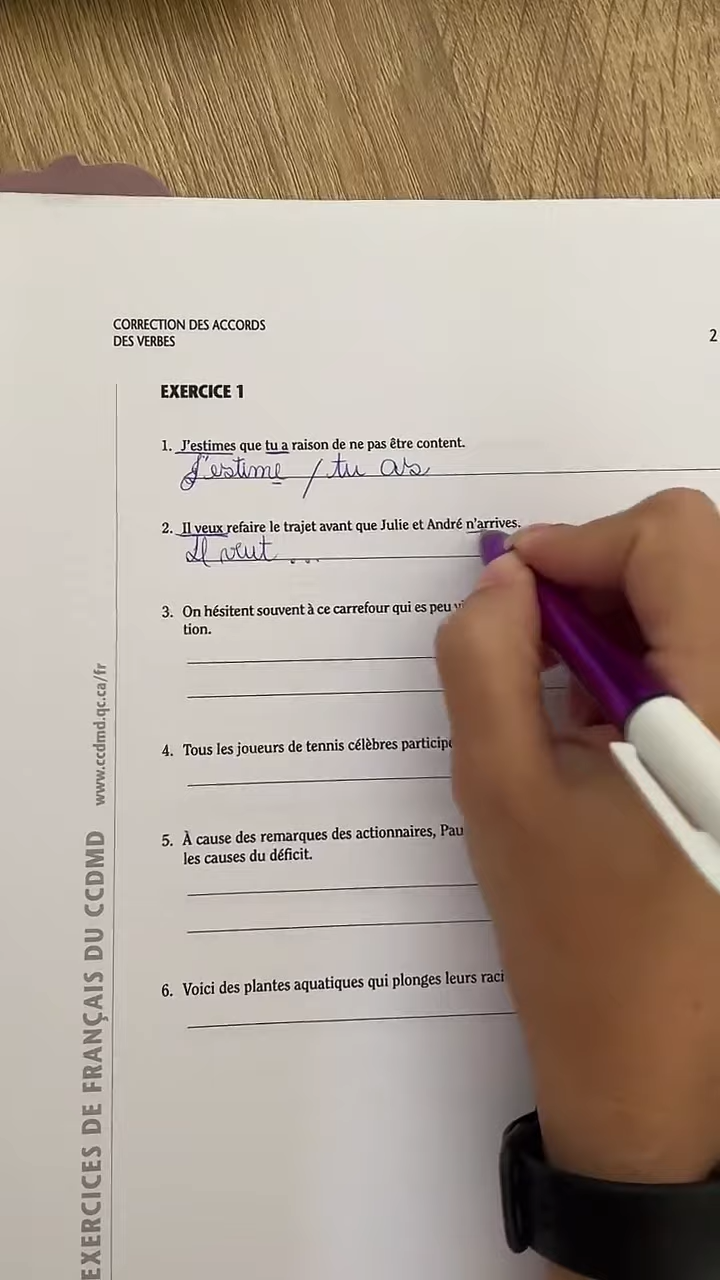 CORRECTION DES ACCORDS
DES VERBES
2
EXERCICE 1
1. J'estimes que tu a raison de ne pas être content.
J'estime / tu as
2. Il veux refaire le trajet avant que Julie et André n'arrives.
Il veut ...
3. On hésitent souvent à ce carrefour qui es peu
tion.
4. Tous les joueurs de tennis célèbres
5. À cause des remarques des actionnaires,
les causes du déficit.
6. Voici des plantes aquatiques qui plonges leurs
EXERCICES DE FRANÇAIS DU CCDMD www.ccdmd.qc.ca/fr